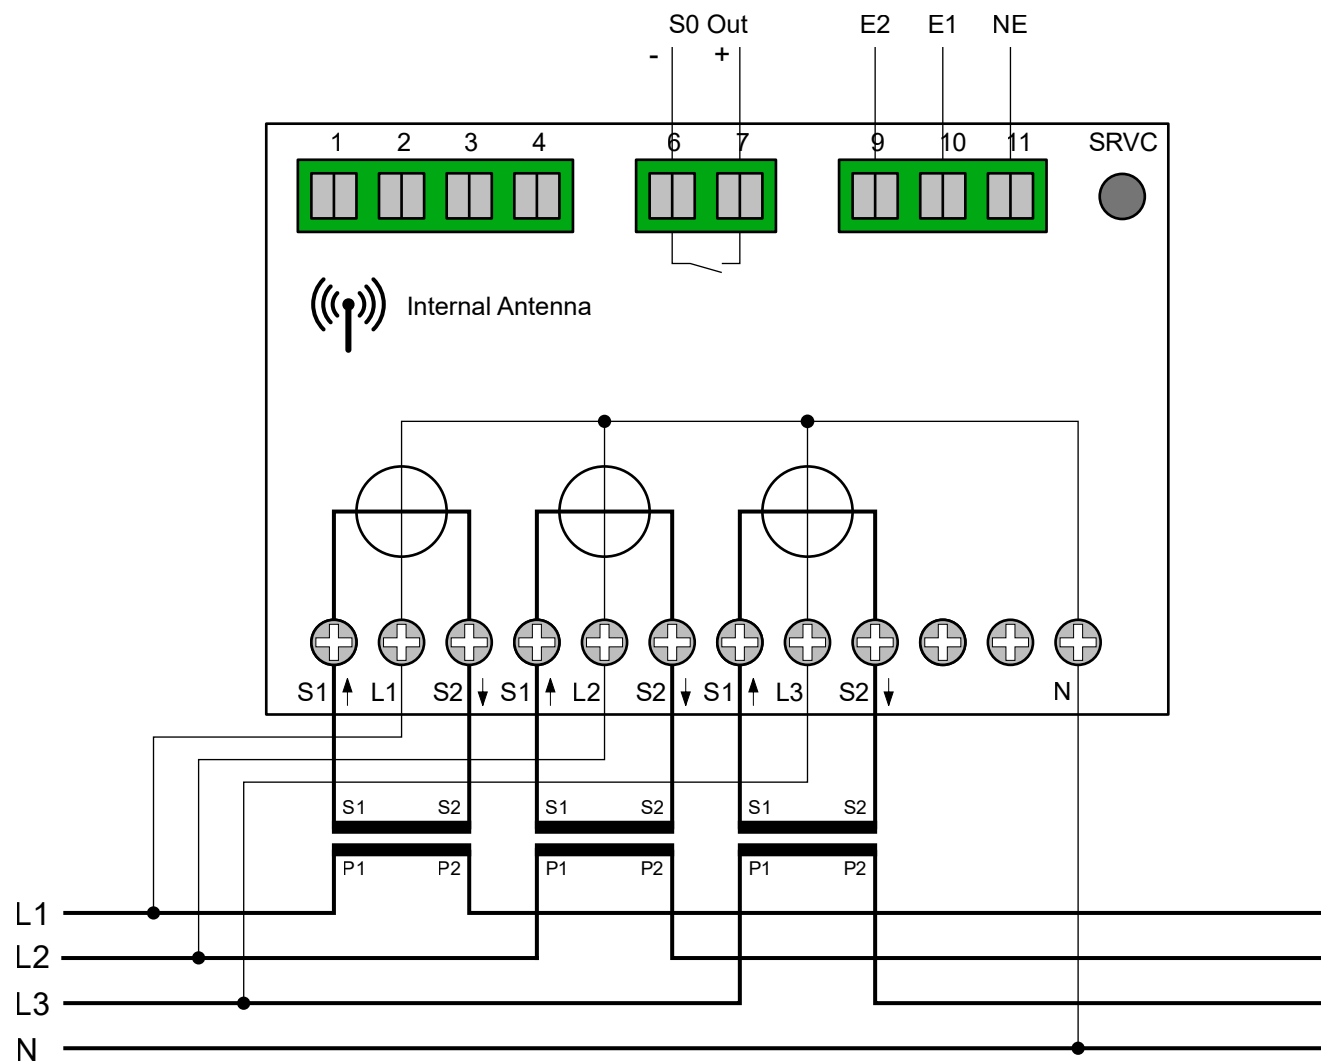 S0 Out E2 E1 NE
- +
1 2 3 4 6 7 9 10 11 SRVC
Internal Antenna
S1 L1 S2 S1 L2 S2 S1 L3 S2 N
S1 S2 S1 S2 S1 S2
P1 P2 P1 P2 P1 P2
L1
L2
L3
N